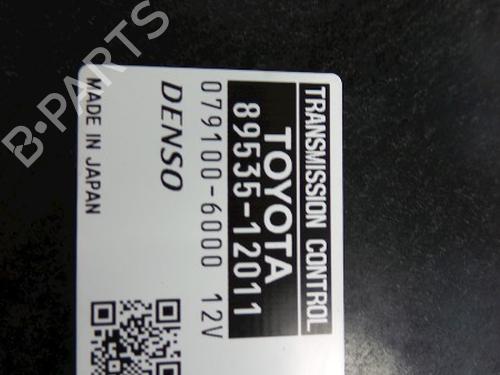 TRANSMISSION CONTROL
TOYOTA
89535-12011
079100-6000 12V
DENSO
MADE IN JAPAN
B-PARTS